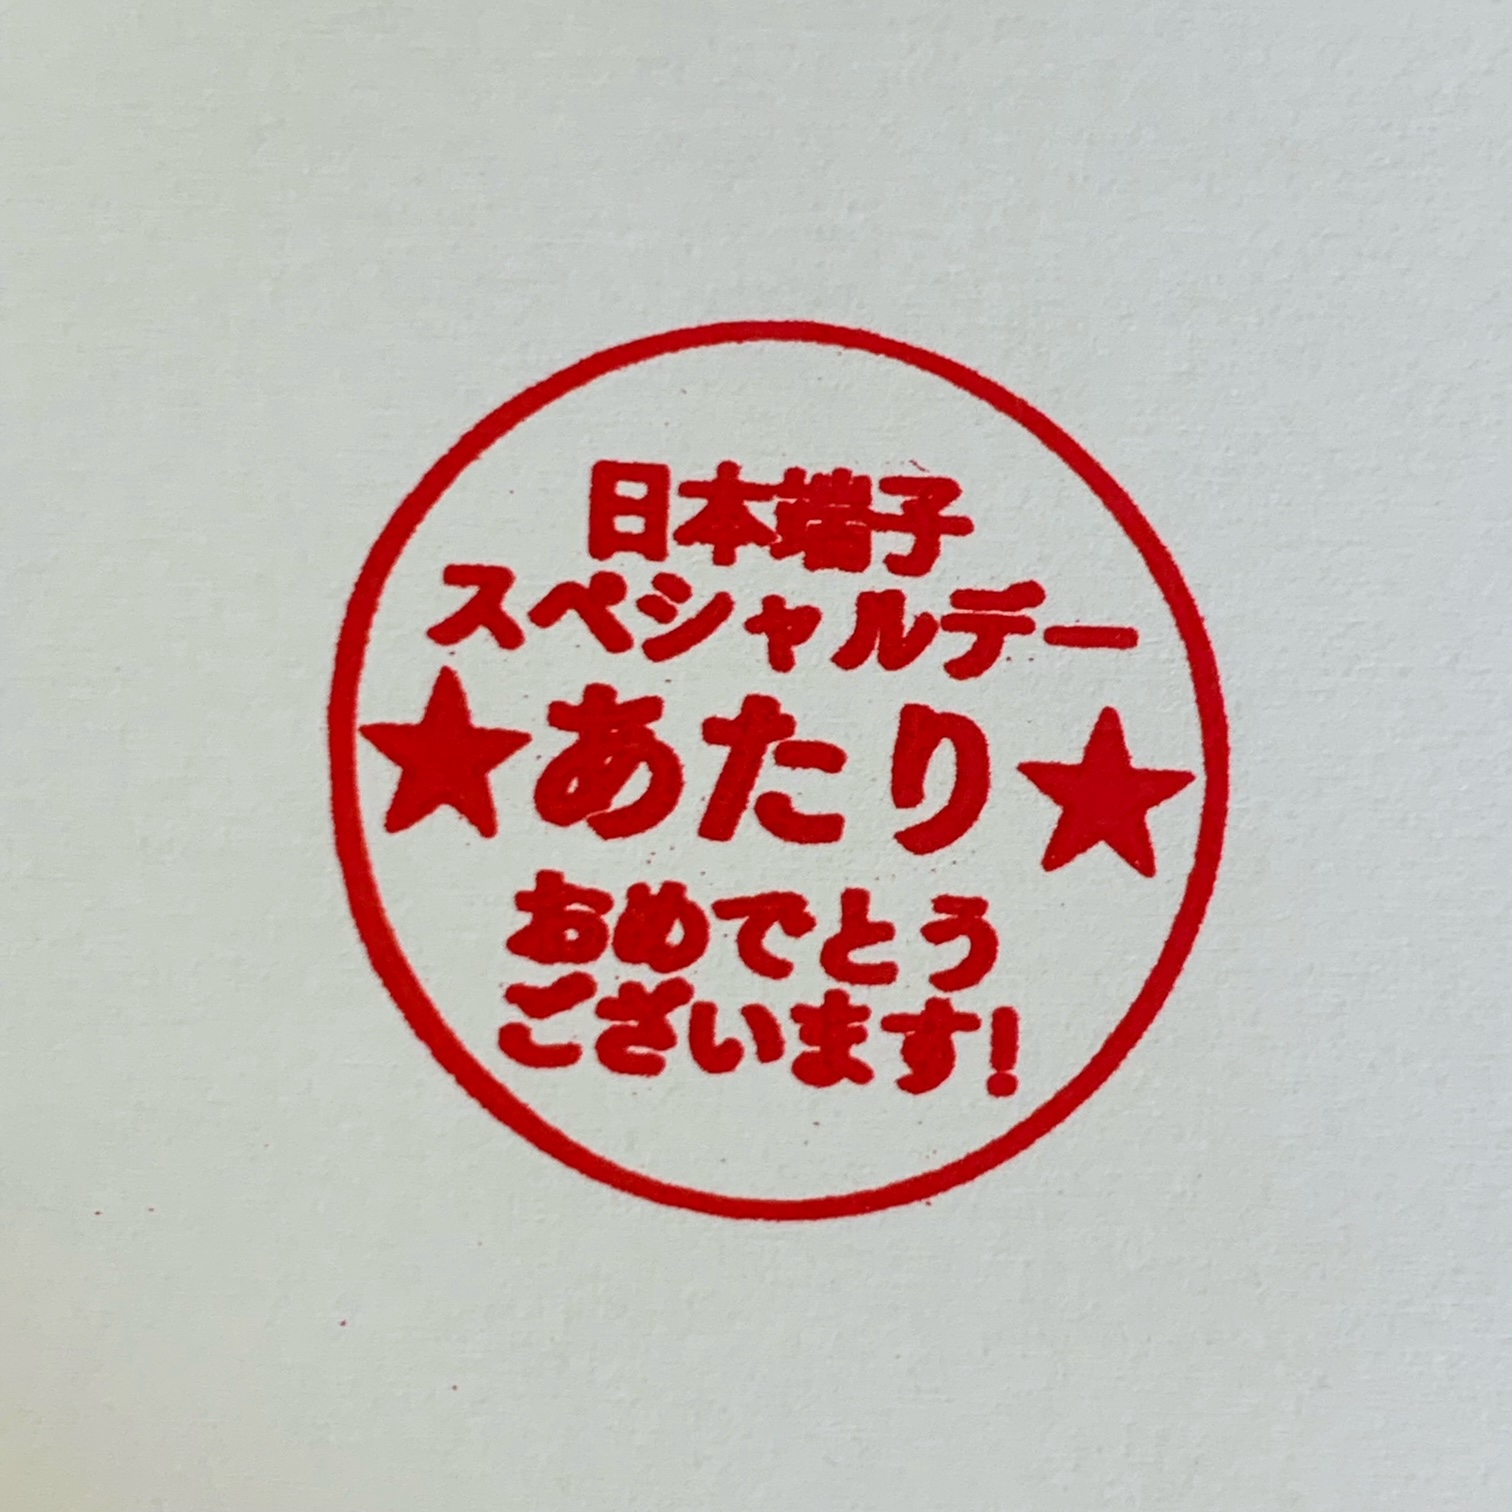 日本端子
スペシャルデー
★あたり★
おめでとう
ございます!